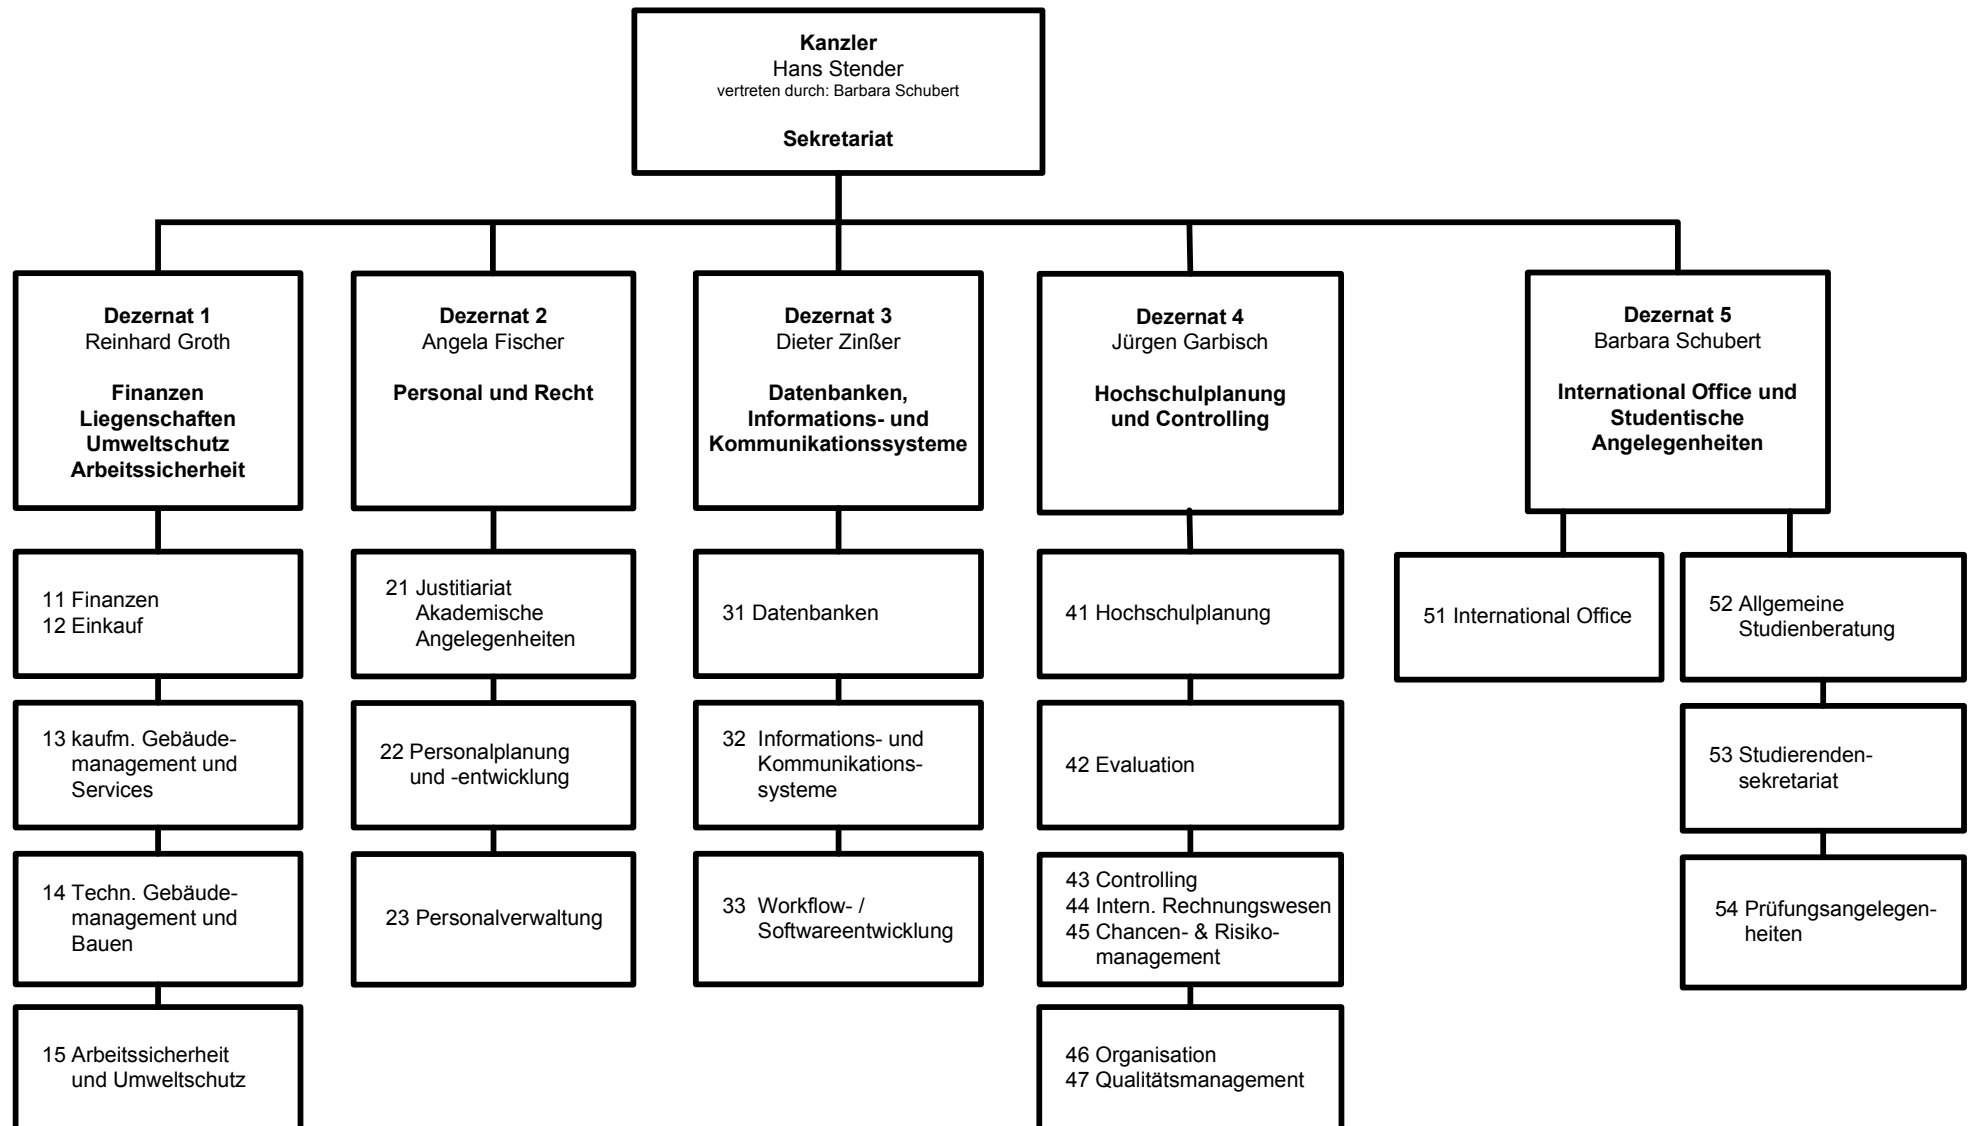 Kanzler
Hans Stender
vertreten durch: Barbara Schubert
Sekretariat
Dezernat 1
Reinhard Groth
Finanzen
Liegenschaften
Umweltschutz
Arbeitssicherheit
Dezernat 2
Angela Fischer
Personal und Recht
Dezernat 3
Dieter Zinßer
Datenbanken,
Informations- und
Kommunikationssysteme
Dezernat 4
Jürgen Garbisch
Hochschulplanung
und Controlling
Dezernat 5
Barbara Schubert
International Office und
Studentische
Angelegenheiten
11 Finanzen
12 Einkauf
21 Justitiariat
Akademische
Angelegenheiten
31 Datenbanken
41 Hochschulplanung
51 International Office
52 Allgemeine
Studienberatung
13 kaufm. Gebäude-
management und
Services
22 Personalplanung
und -entwicklung
32 Informations- und
Kommunikations-
systeme
42 Evaluation
53 Studierenden-
sekretariat
14 Techn. Gebäude-
management und
Bauen
23 Personalverwaltung
33 Workflow- /
Softwareentwicklung
43 Controlling
44 Intern. Rechnungswesen
45 Chancen- & Risiko-
management
54 Prüfungsangelegen-
heiten
15 Arbeitssicherheit
und Umweltschutz
46 Organisation
47 Qualitätsmanagement